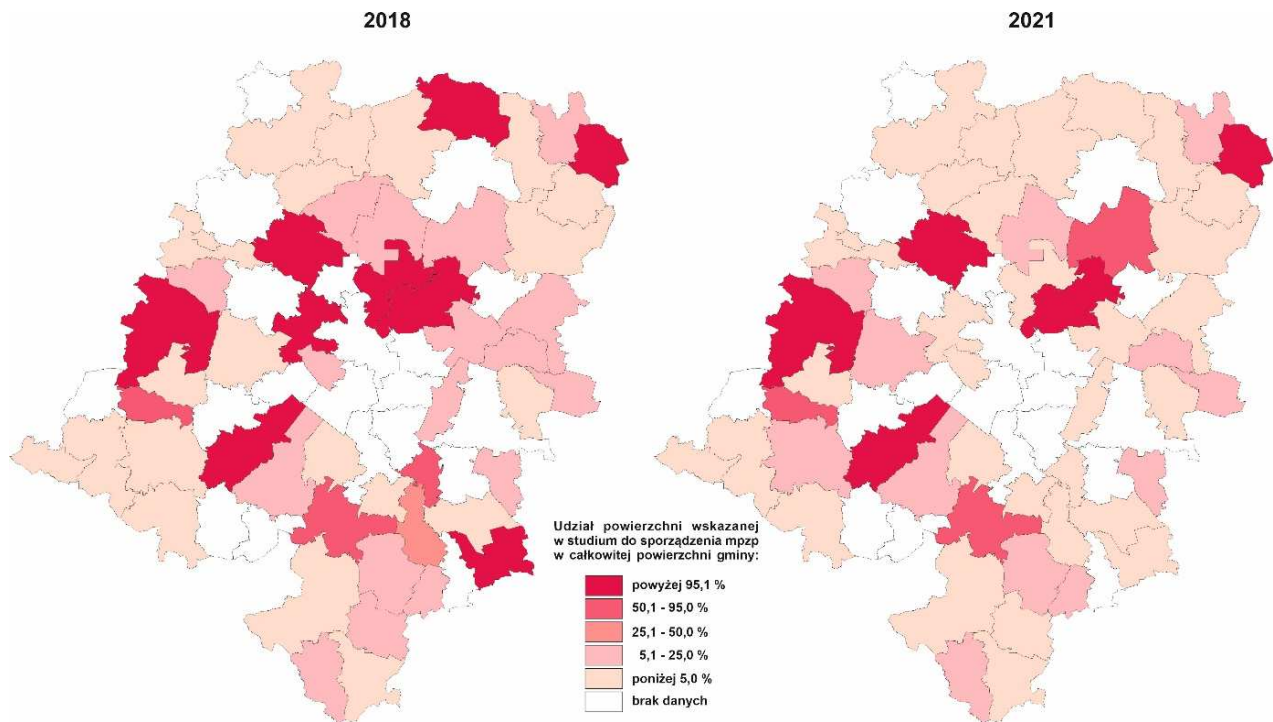 2018
2021
Udział powierzchni wskazanej
w studium do sporządzenia mpzp
w całkowitej powierzchni gminy:
powyżej 95,1 %
50,1 - 95,0 %
25,1 - 50,0 %
5,1 - 25,0 %
poniżej 5,0 %
brak danych